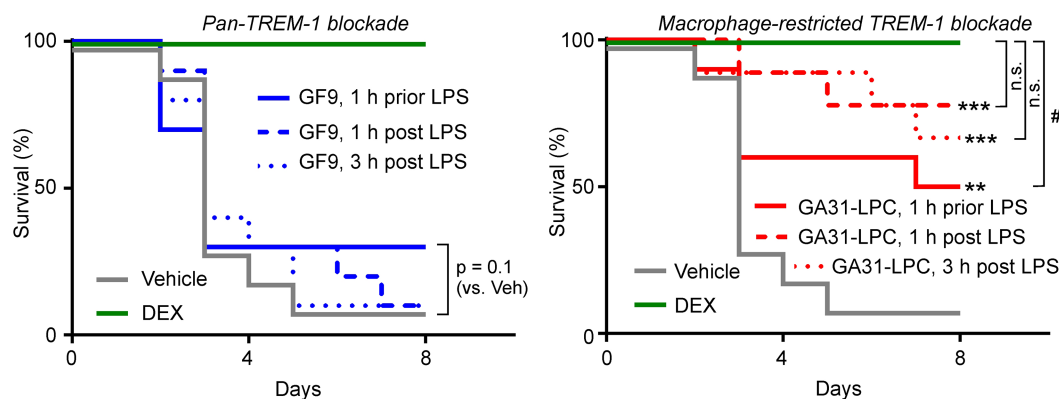 Pan-TREM-1 blockade
100
50
0
Survival (%)
GF9, 1 h prior LPS
GF9, 1 h post LPS
GF9, 3 h post LPS
Vehicle
DEX
p = 0.1
(vs. Veh)
0
4
8
Days
Macrophage-restricted TREM-1 blockade
100
50
0
Survival (%)
n.s.
n.s.
#
***
***
**
GA31-LPC, 1 h prior LPS
GA31-LPC, 1 h post LPS
GA31-LPC, 3 h post LPS
Vehicle
DEX
0
4
8
Days